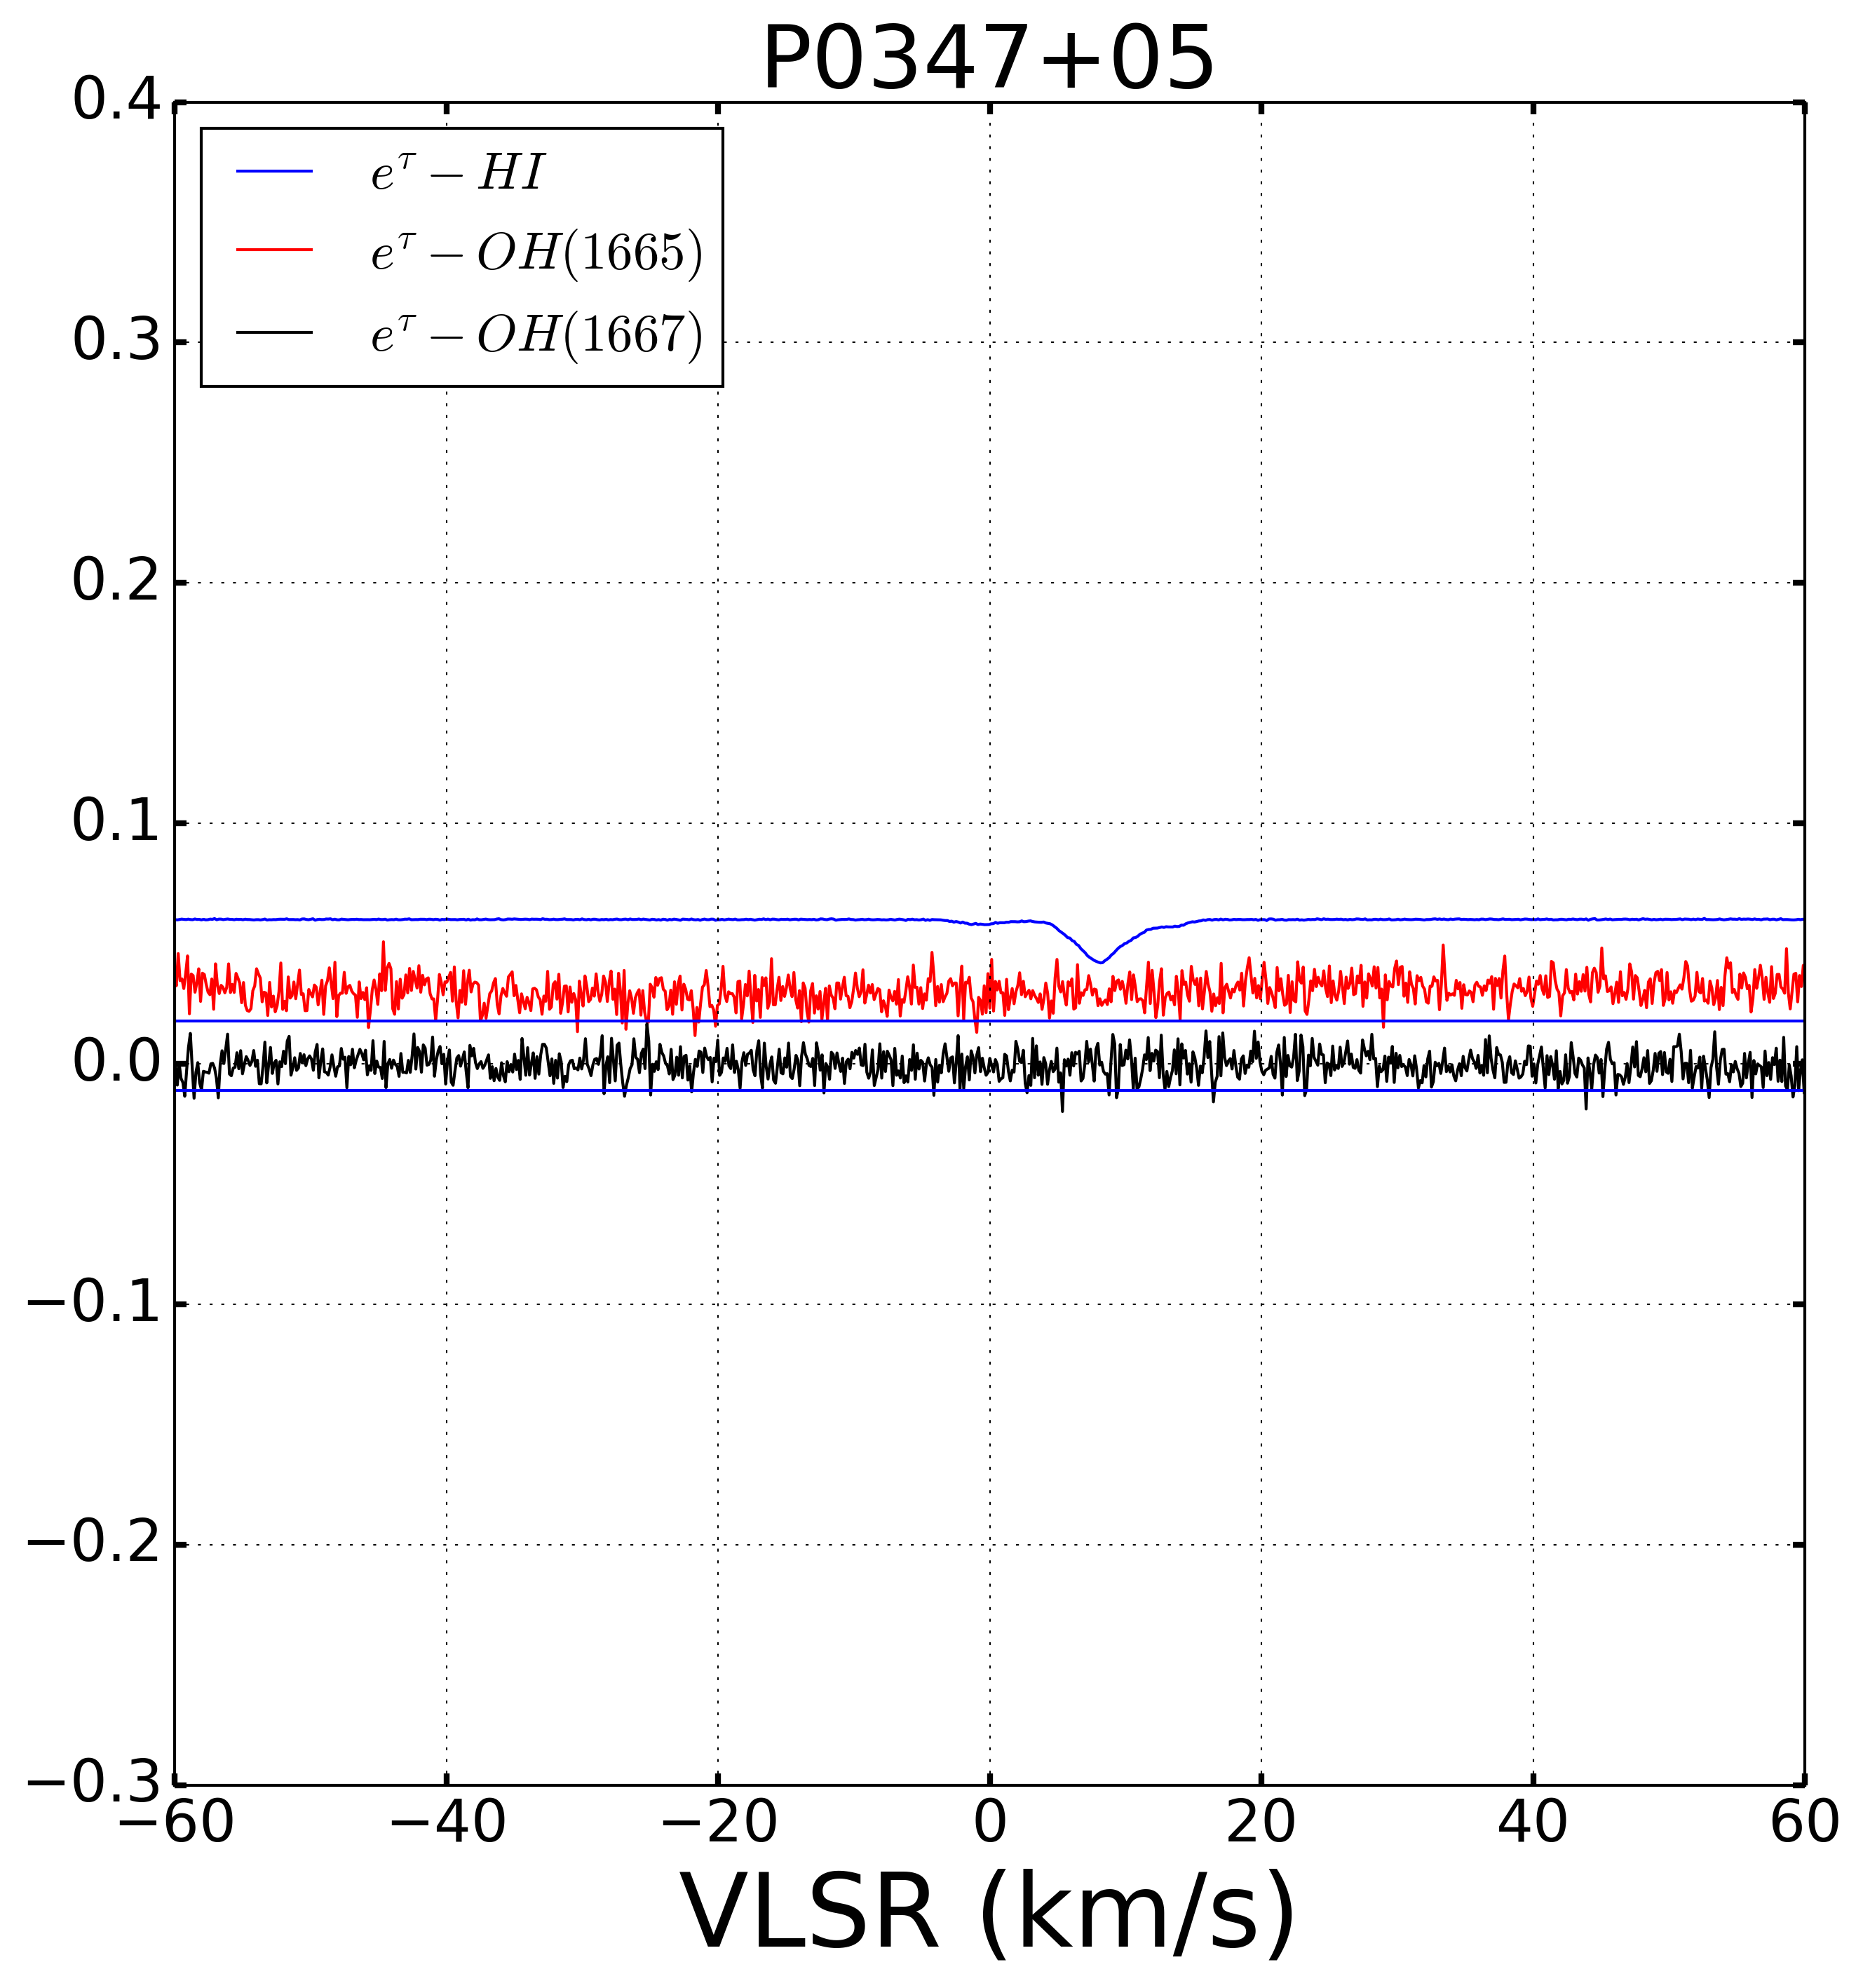 P0347+05
0.4
0.3
0.2
0.1
0.0
−0.1
−0.2
−0.3
e^τ − HI
e^τ − OH(1665)
e^τ − OH(1667)
−60 −40 −20 0 20 40 60
VLSR (km/s)